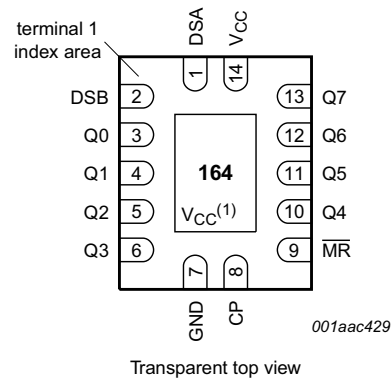 terminal 1
index area
DSA
VCC
1
14
DSB 2
13 Q7
Q0 3
12 Q6
Q1 4
164
11 Q5
Q2 5
VCC(1)
10 Q4
Q3 6
9 MR
7
8
GND
CP
001aac429
Transparent top view